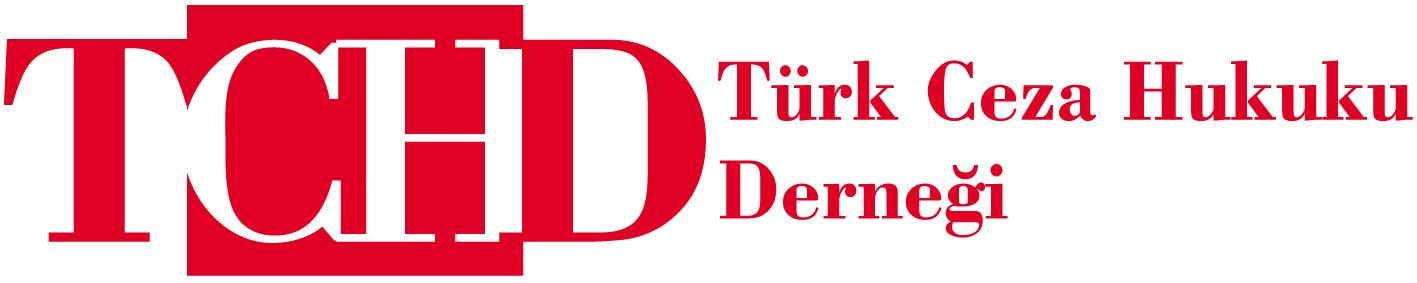 TCHD
Türk Ceza Hukuku
Derneği